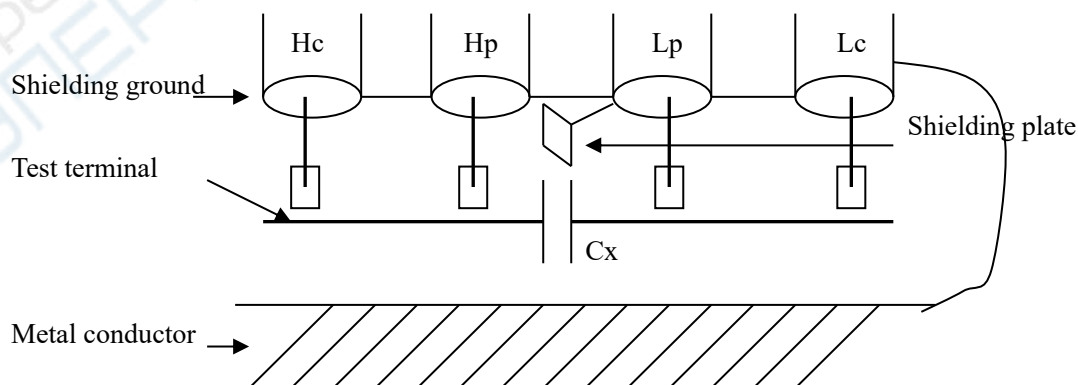 Hc Hp Lp Lc
Shielding ground
Shielding plate
Test terminal
Cx
Metal conductor